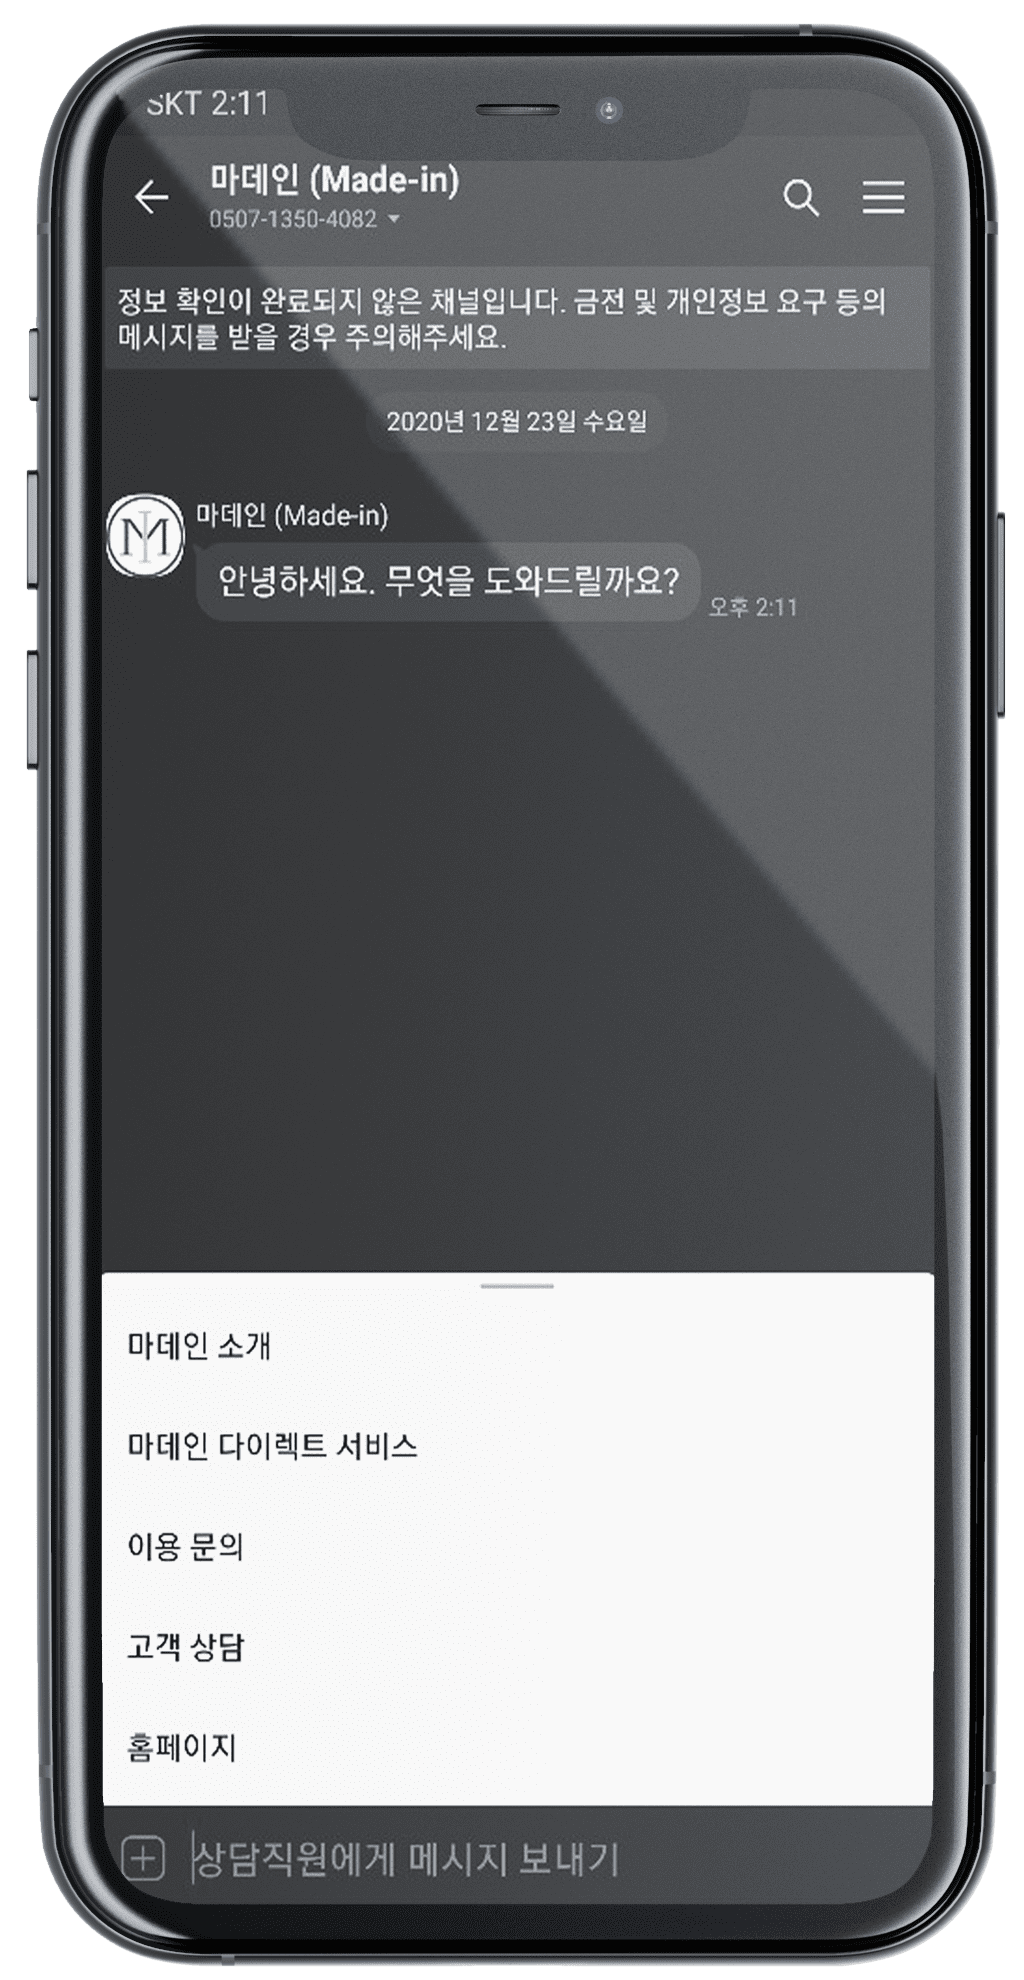 SKT 2:11
마데인 (Made-in)
0507-1350-4082
정보 확인이 완료되지 않은 채널입니다. 금전 및 개인정보 요구 등의
메시지를 받을 경우 주의해주세요.
2020년 12월 23일 수요일
마데인 (Made-in)
안녕하세요. 무엇을 도와드릴까요?
오후 2:11
마데인 소개
마데인 다이렉트 서비스
이용 문의
고객 상담
홈페이지
상담직원에게 메시지 보내기